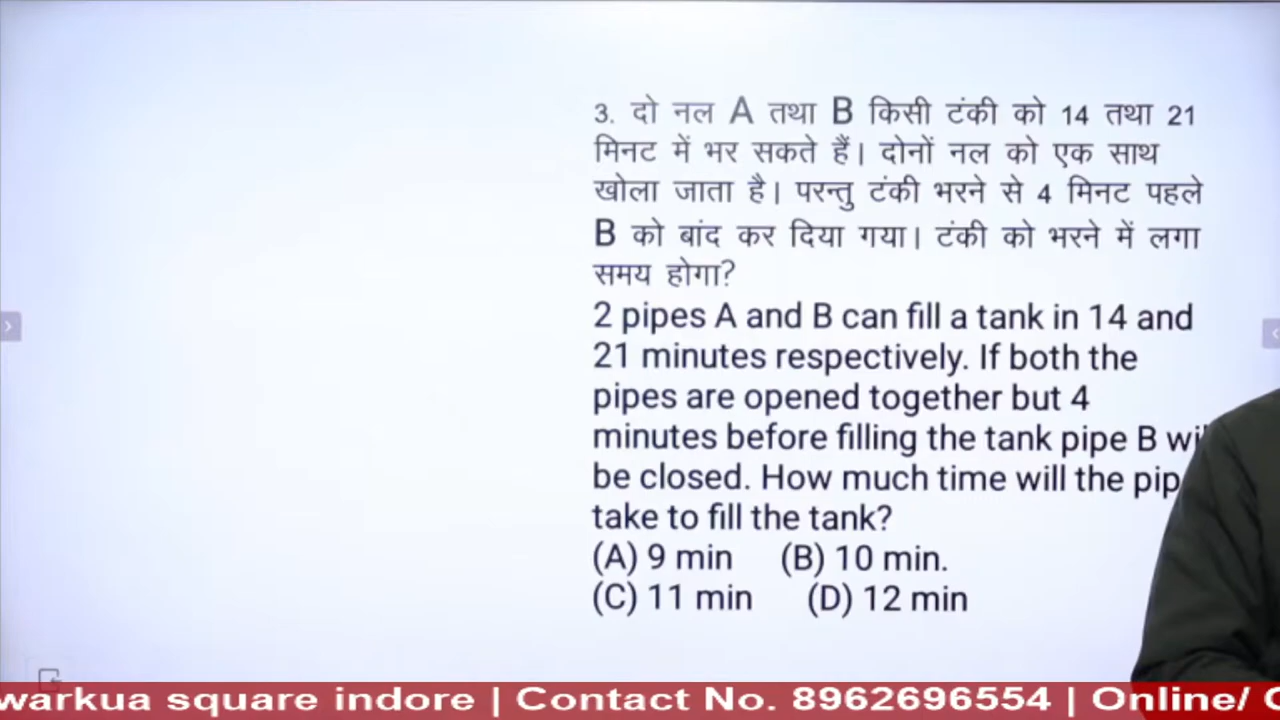 3. दो नल A तथा B किसी टंकी को 14 तथा 21
मिनट में भर सकते हैं। दोनों नल को एक साथ
खोला जाता है। परन्तु टंकी भरने से 4 मिनट पहले
B को बांद कर दिया गया। टंकी को भरने में लगा
समय होगा?
2 pipes A and B can fill a tank in 14 and
21 minutes respectively. If both the
pipes are opened together but 4
minutes before filling the tank pipe B
be closed. How much time will the
take to fill the tank?
(A) 9 min (B) 10 min.
(C) 11 min (D) 12 min
warkua square indore | Contact No. 8962696554 | Online/